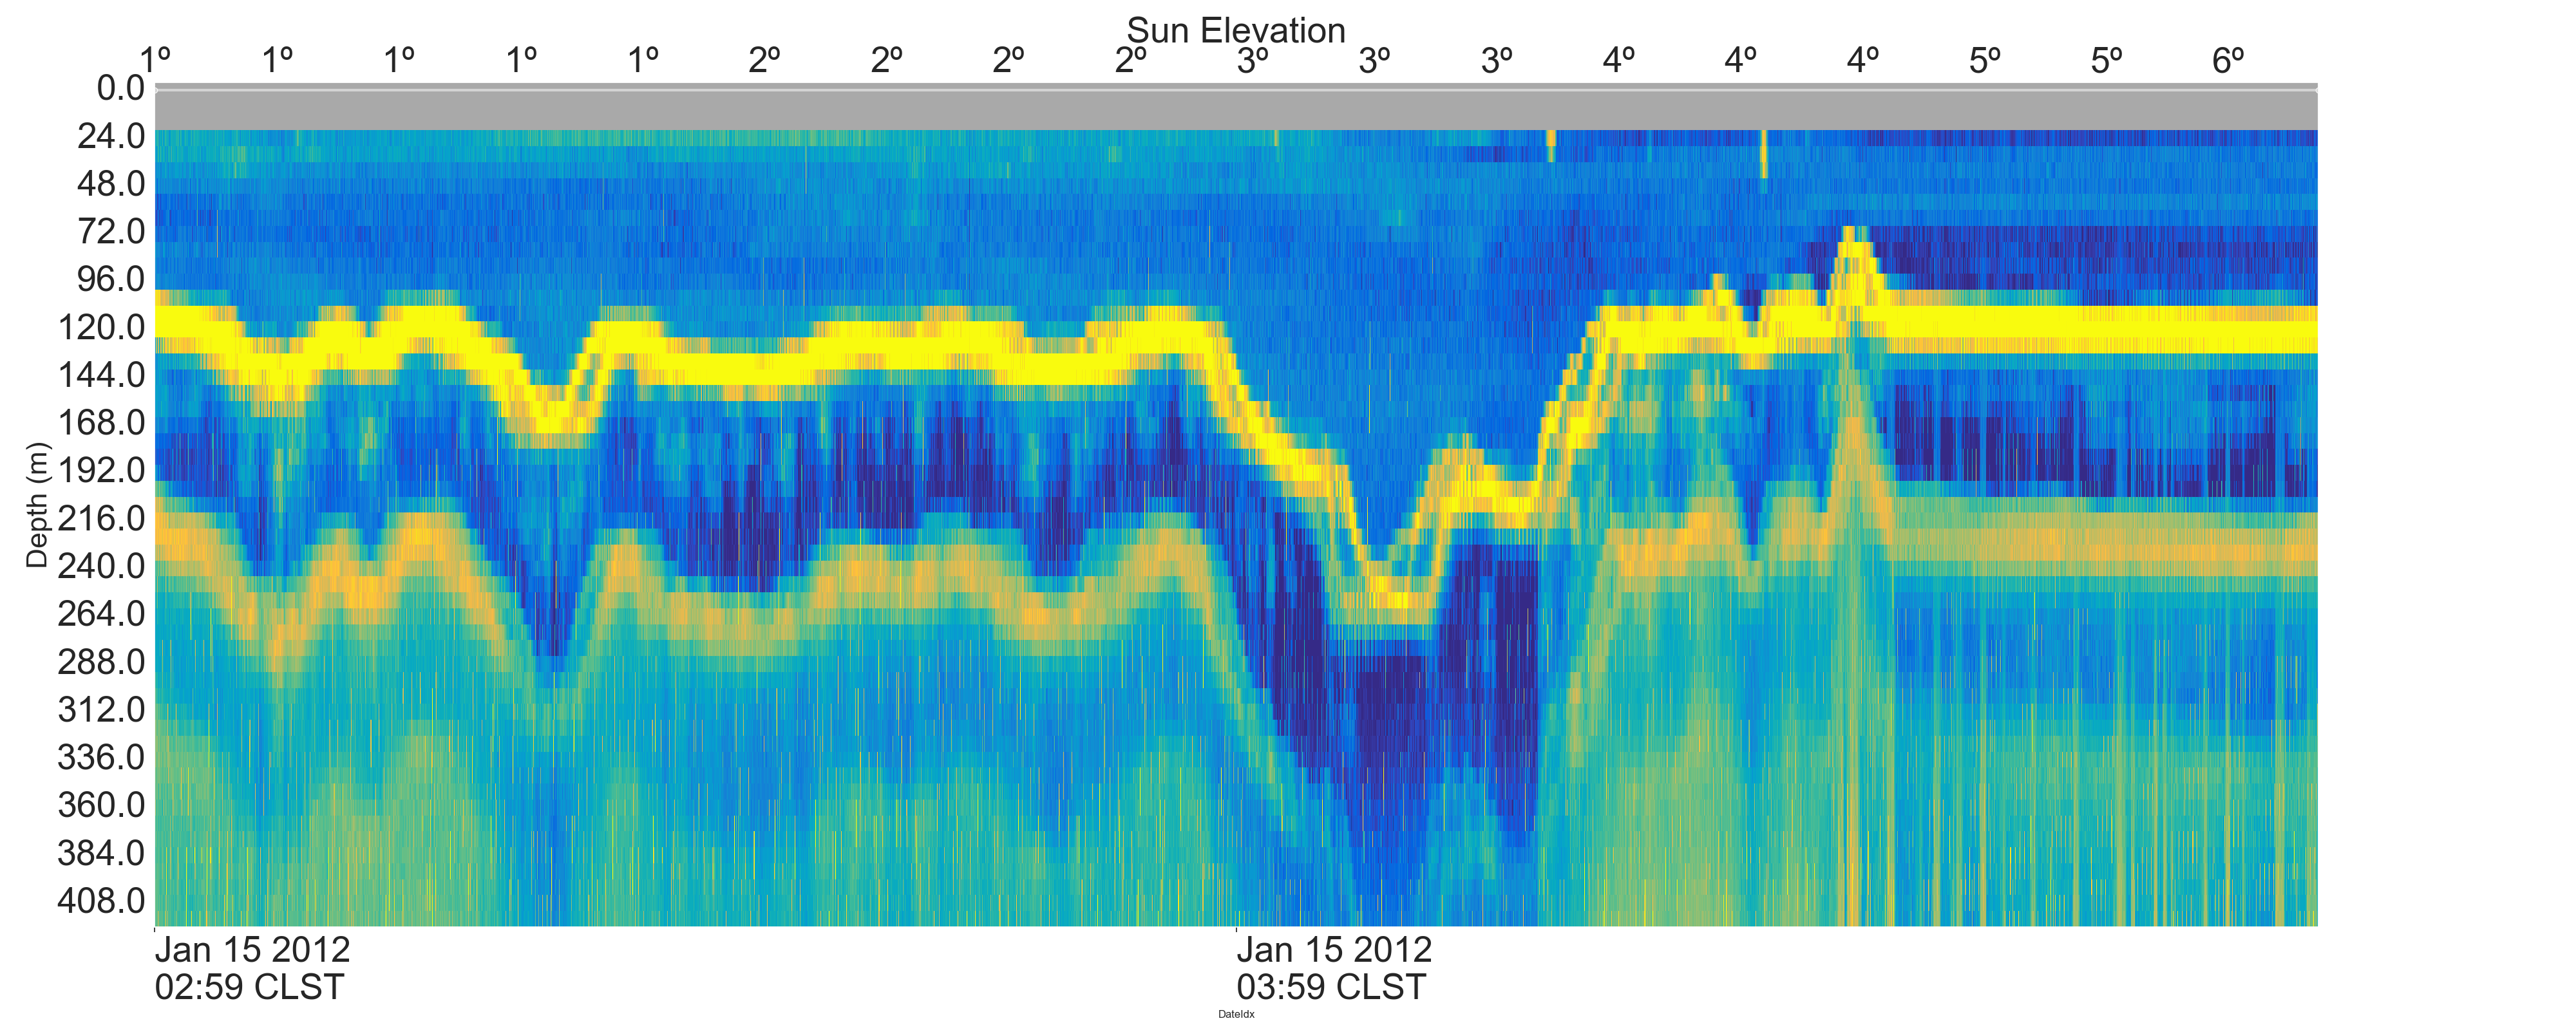 Sun Elevation
1º 1º 1º 1º 1º 2º 2º 2º 2º 3º 3º 3º 4º 4º 4º 5º 5º 6º
0.0
24.0
48.0
72.0
96.0
120.0
144.0
168.0
192.0
216.0
240.0
264.0
288.0
312.0
336.0
360.0
384.0
408.0
Depth (m)
Jan 15 2012
02:59 CLST
Jan 15 2012
03:59 CLST
DateIdx